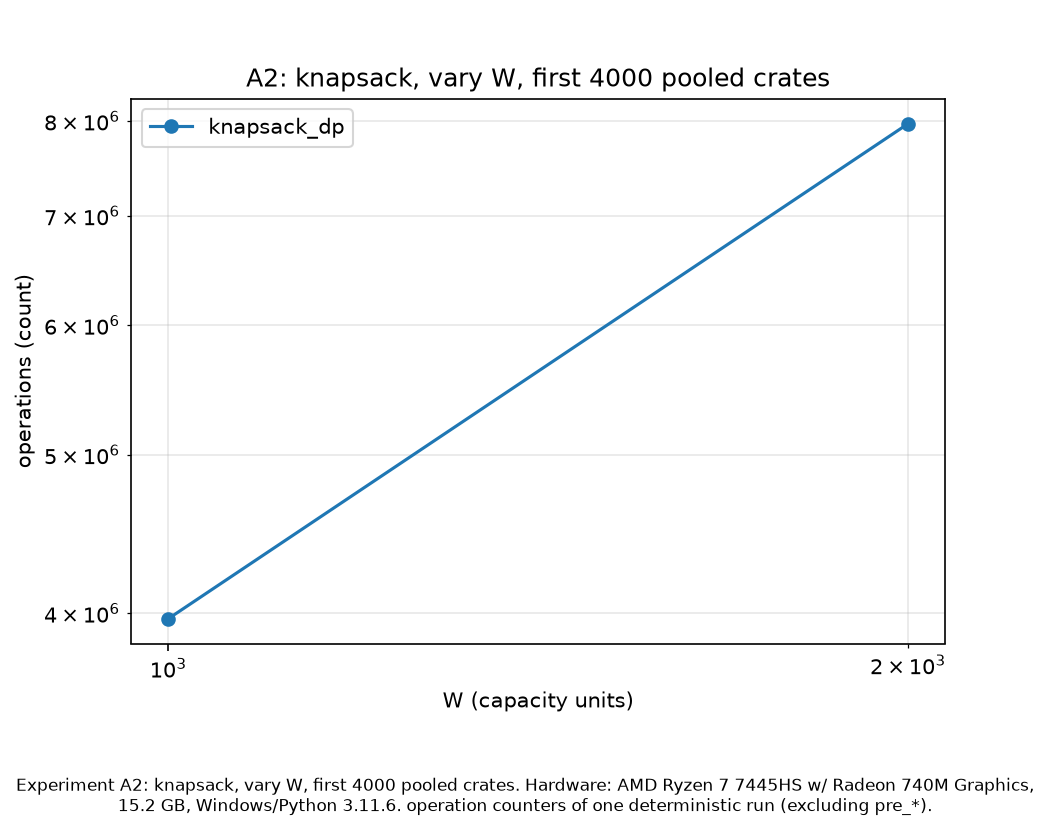 A2: knapsack, vary W, first 4000 pooled crates
knapsack_dp
8 × 10⁶
7 × 10⁶
6 × 10⁶
5 × 10⁶
4 × 10⁶
operations (count)
10³
2 × 10³
W (capacity units)
Experiment A2: knapsack, vary W, first 4000 pooled crates. Hardware: AMD Ryzen 7 7445HS w/ Radeon 740M Graphics,
15.2 GB, Windows/Python 3.11.6. operation counters of one deterministic run (excluding pre_*).